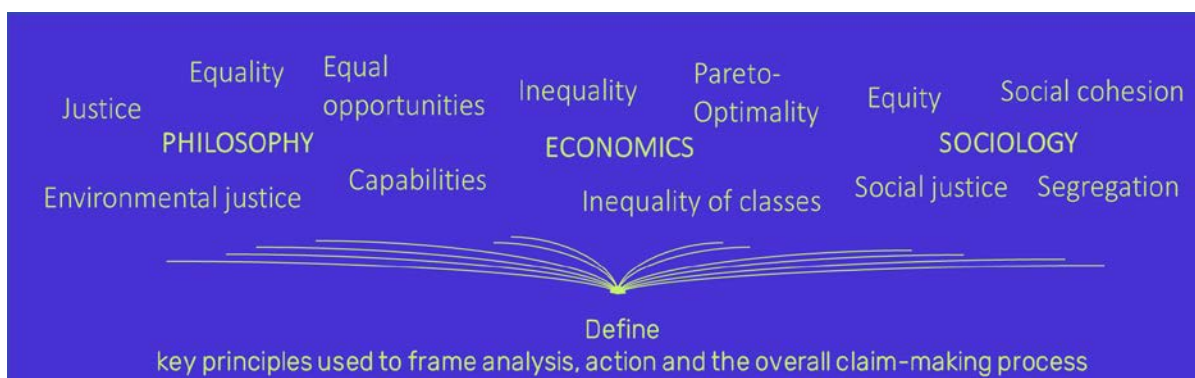 Justice
Equality
Equal
opportunities
PHILOSOPHY
Environmental justice
Capabilities
Inequality
Pareto-
Optimality
ECONOMICS
Inequality of classes
Equity
Social cohesion
SOCIOLOGY
Social justice
Segregation
Define
key principles used to frame analysis, action and the overall claim-making process